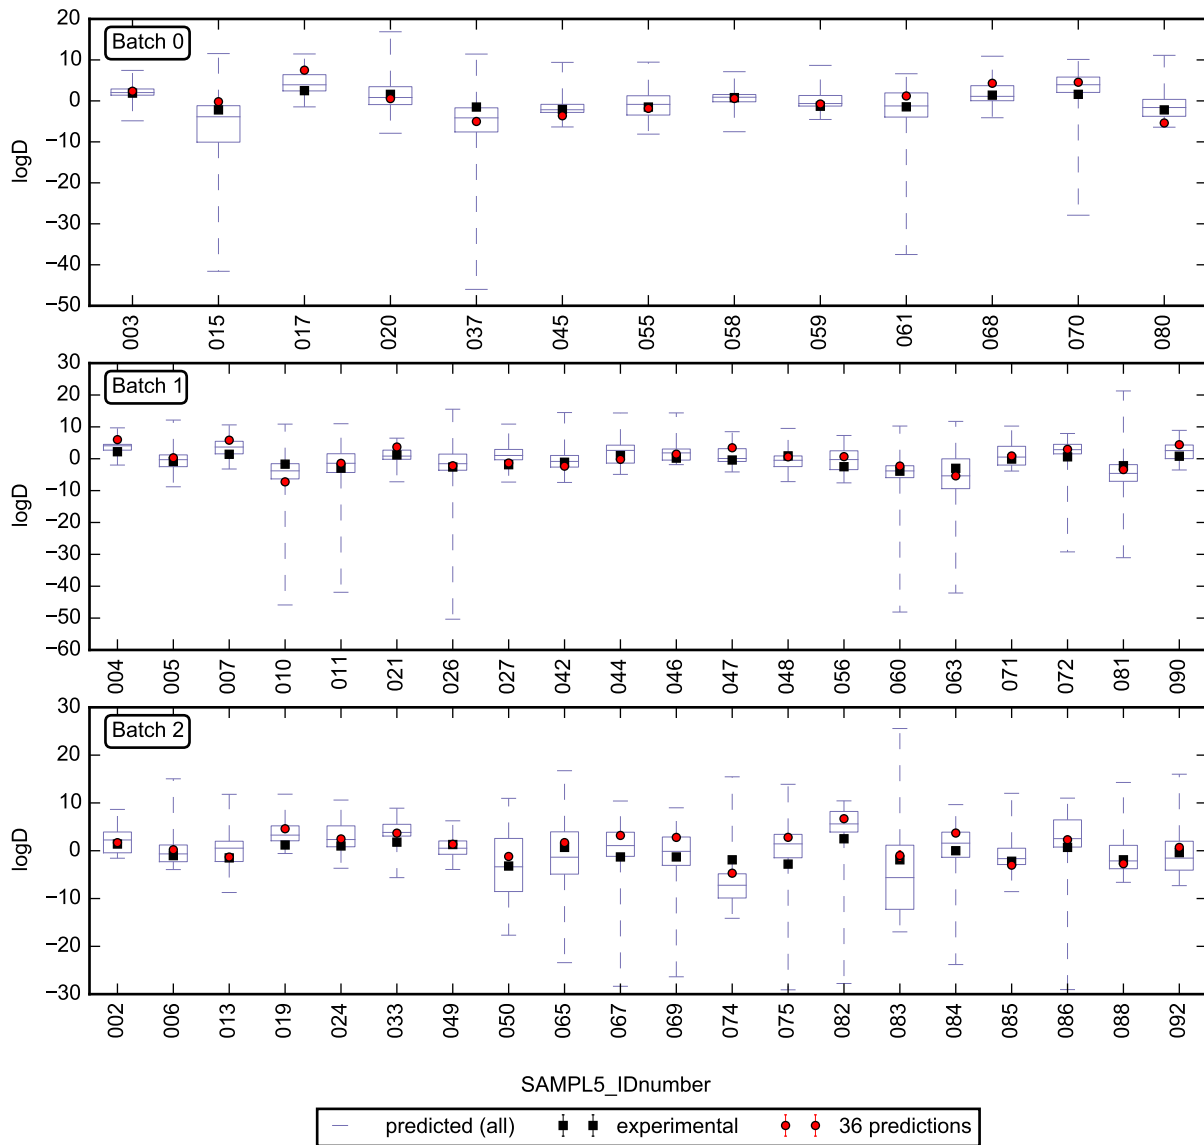 20
Batch 0
10
0
−10
−20
−30
−40
−50
logD
003 015 017 020 037 045 055 058 059 061 068 070 080
30
Batch 1
20
10
0
−10
−20
−30
−40
−50
−60
logD
004 005 007 010 011 021 026 027 042 044 046 047 048 056 060 063 071 072 081 090
30
Batch 2
20
10
0
−10
−20
−30
logD
002 006 013 019 024 033 049 050 065 067 069 074 075 082 083 084 085 086 088 092
SAMPL5_IDnumber
predicted (all) experimental 36 predictions